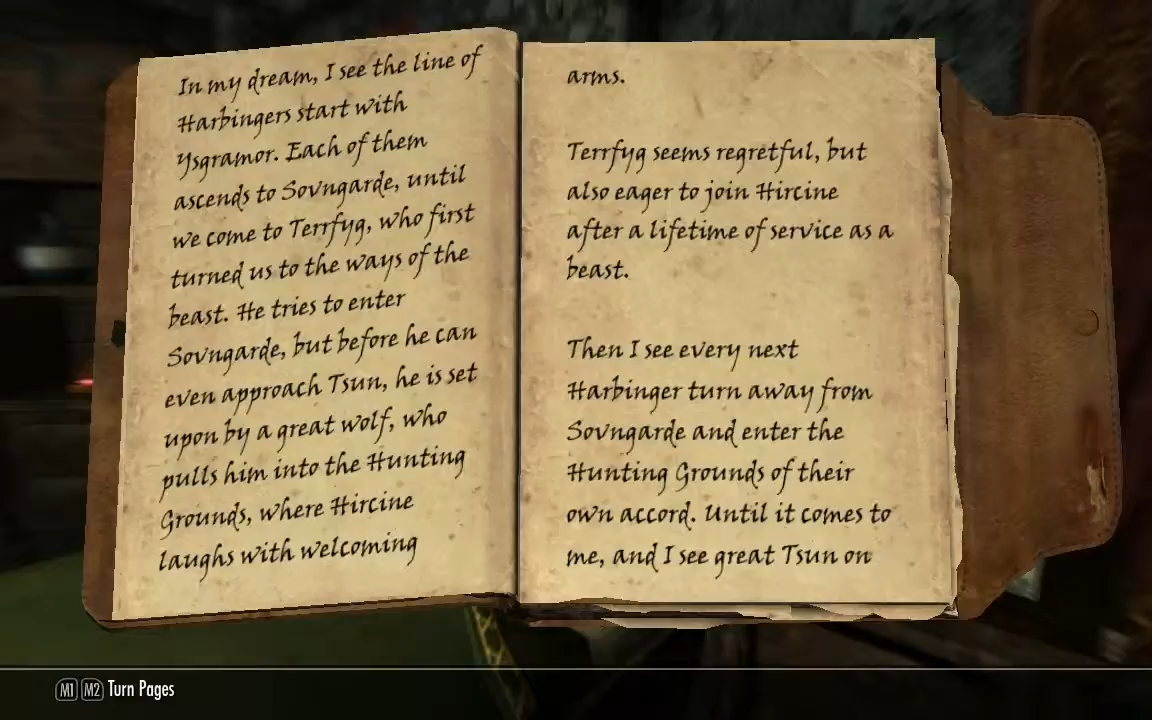 In my dream, I see the line of
Harbingers start with
Ysgramor. Each of them
ascends to Sovngarde, until
we come to Terrfyg, who first
turned us to the ways of the
beast. He tries to enter
Sovngarde, but before he can
even approach Tsun, he is set
upon by a great wolf, who
pulls him into the Hunting
Grounds, where Hircine
laughs with welcoming
arms.
Terrfyg seems regretful, but
also eager to join Hircine
after a lifetime of service as a
beast.
Then I see every next
Harbinger turn away from
Sovngarde and enter the
Hunting Grounds of their
own accord. Until it comes to
me, and I see great Tsun on
M1 M2 Turn Pages